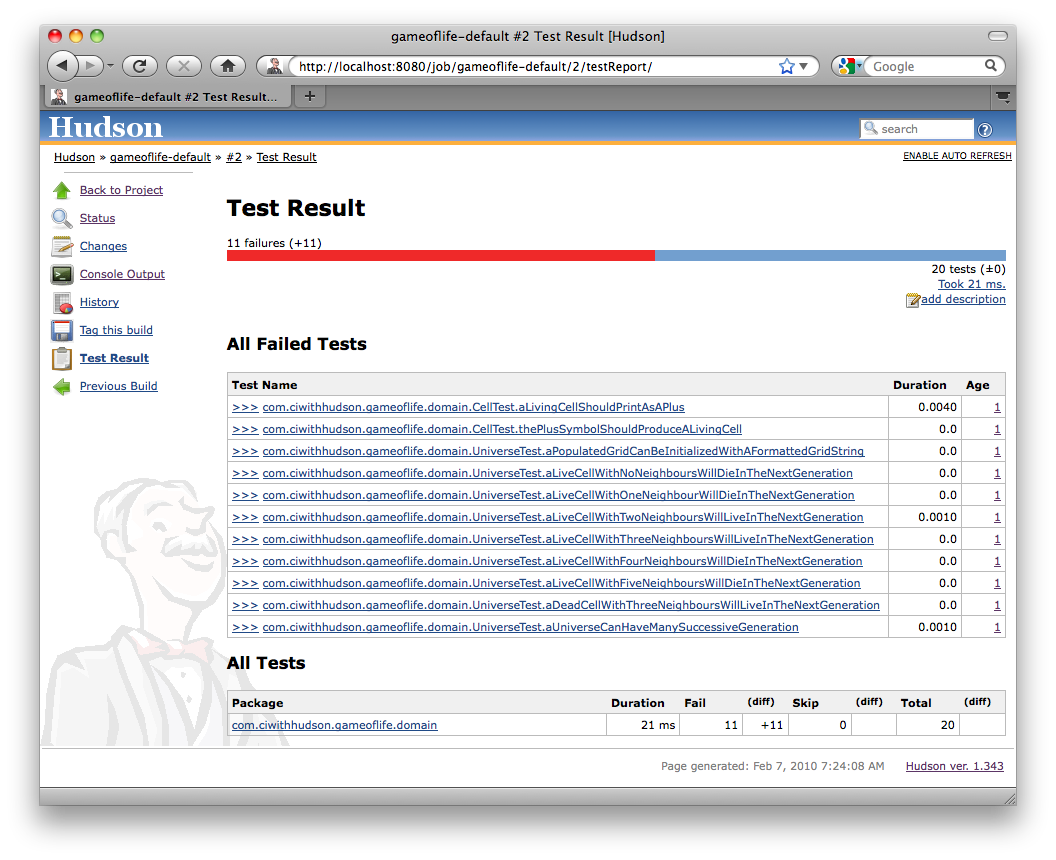 gameoflife-default #2 Test Result [Hudson]
http://localhost:8080/job/gameoflife-default/2/testReport/
Google
gameoflife-default #2 Test Result...
+
Hudson
search
?
Hudson » gameoflife-default » #2 » Test Result
ENABLE AUTO REFRESH
Back to Project
Status
Changes
Console Output
History
Tag this build
Test Result
Previous Build
Test Result
11 failures (+11)
20 tests (±0)
Took 21 ms.
add description
All Failed Tests
Test Name Duration Age
>>> com.ciwithhudson.gameoflife.domain.CellTest.aLivingCellShouldPrintAsAPlus 0.0040 1
>>> com.ciwithhudson.gameoflife.domain.CellTest.thePlusSymbolShouldProduceALivingCell 0.0 1
>>> com.ciwithhudson.gameoflife.domain.UniverseTest.aPopulatedGridCanBeInitializedWithAFormattedGridString 0.0 1
>>> com.ciwithhudson.gameoflife.domain.UniverseTest.aLiveCellWithNoNeighboursWillDieInTheNextGeneration 0.0 1
>>> com.ciwithhudson.gameoflife.domain.UniverseTest.aLiveCellWithOneNeighbourWillDieInTheNextGeneration 0.0 1
>>> com.ciwithhudson.gameoflife.domain.UniverseTest.aLiveCellWithTwoNeighboursWillLiveInTheNextGeneration 0.0010 1
>>> com.ciwithhudson.gameoflife.domain.UniverseTest.aLiveCellWithThreeNeighboursWillLiveInTheNextGeneration 0.0 1
>>> com.ciwithhudson.gameoflife.domain.UniverseTest.aLiveCellWithFourNeighboursWillDieInTheNextGeneration 0.0 1
>>> com.ciwithhudson.gameoflife.domain.UniverseTest.aLiveCellWithFiveNeighboursWillDieInTheNextGeneration 0.0 1
>>> com.ciwithhudson.gameoflife.domain.UniverseTest.aDeadCellWithThreeNeighboursWillLiveInTheNextGeneration 0.0 1
>>> com.ciwithhudson.gameoflife.domain.UniverseTest.aUniverseCanHaveManySuccessiveGeneration 0.0010 1
All Tests
Package Duration Fail (diff) Skip (diff) Total (diff)
com.ciwithhudson.gameoflife.domain 21 ms 11 +11 0 20
Page generated: Feb 7, 2010 7:24:08 AM Hudson ver. 1.343